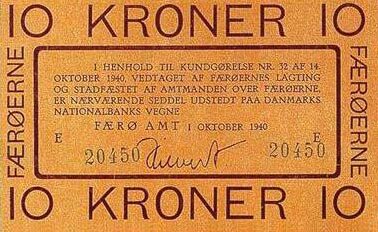 10 KRONER 10
FÆRØERNE
I HENHOLD TIL KUNDGØRELSE NR. 32 AF 14.
OKTOBER 1940, VEDTAGET AF FÆRØERNES LAGTING
OG STADFÆSTET AF AMTMANDEN OVER FÆRØERNE,
ER NÆRVÆRENDE SEDDEL UDSTEDT PAA DANMARKS
NATIONALBANKS VEGNE
FÆRØ AMT 1 OKTOBER 1940
E E
20450 20450
FÆRØERNE
10 KRONER 10